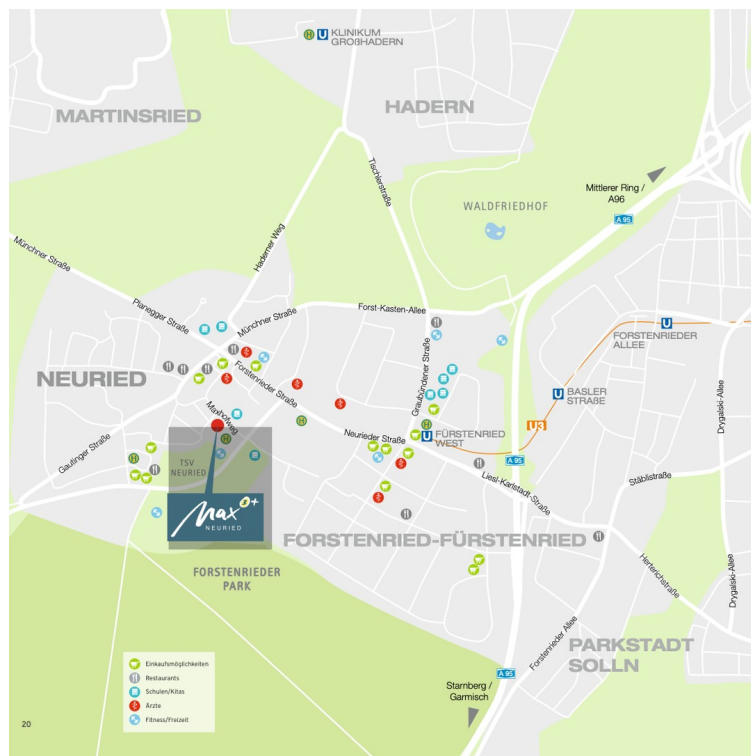 H U KLINIKUM
GROßHADERN
MARTINSRIED
HADERN
Tischlerstraße
Mittlerer Ring /
A96
WALDFRIEDHOF
A 95
Münchner Straße
Haderner Weg
Planegger Straße
Münchner Straße
Forst-Kasten-Allee
U
FORSTENRIEDER
ALLEE
Graubündener Straße
NEURIED
Forstenrieder Straße
U BASLER
STRAßE
Drygalski-Allee
Maxhofweg
H
H
Neurieder Straße
H
U FÜRSTENRIED
WEST
U3
Gautinger Straße
H
TSV
NEURIED
A 95
Liesl-Karlstadt-Straße
Stäblistraße
Max s+
NEURIED
FORSTENRIED-FÜRSTENRIED
FORSTENRIEDER
PARK
Herterichstraße
Drygalski-Allee
Forstenrieder Allee
PARKSTADT
SOLLN
A 95
Starnberg /
Garmisch
Einkaufsmöglichkeiten
Restaurants
Schulen/Kitas
Ärzte
Fitness/Freizeit
20